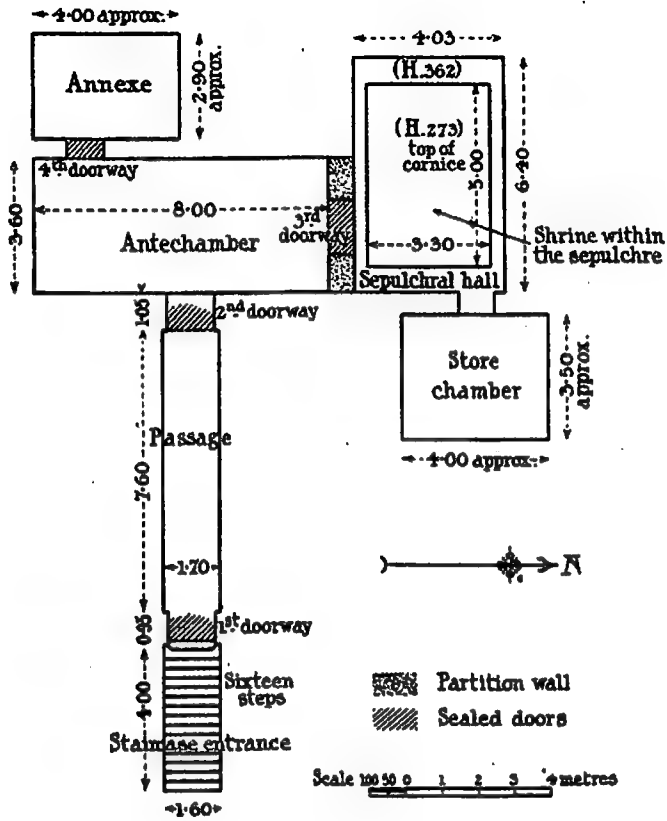 4.00 approx.
Annexe
2.90
approx.
4th doorway
4.03
(H.362)
(H.273)
top of
cornice
5.00
6.40
3.30
Shrine within
the sepulchre
Sepulchral hall
3.60
8.00
Antechamber
3rd
doorway
1.05
2nd doorway
Store
chamber
3.50
approx.
4.00 approx.
Passage
7.60
1.70
N
0.95
1st doorway
Sixteen
steps
4.00
Staircase entrance
1.60
Partition wall
Sealed doors
Scale 100 50 0 1 2 3 4 metres